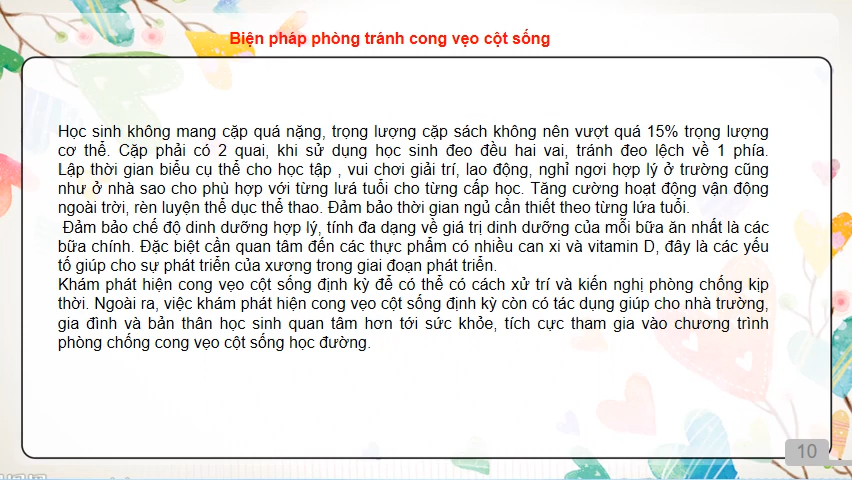 Biện pháp phòng tránh cong vẹo cột sống
Học sinh không mang cặp quá nặng, trọng lượng cặp sách không nên vượt quá 15% trọng lượng
cơ thể. Cặp phải có 2 quai, khi sử dụng học sinh đeo đều hai vai, tránh đeo lệch về 1 phía.
Lập thời gian biểu cụ thể cho học tập , vui chơi giải trí, lao động, nghỉ ngơi hợp lý ở trường cũng
như ở nhà sao cho phù hợp với từng lưá tuổi cho từng cấp học. Tăng cường hoạt động vận động
ngoài trời, rèn luyện thể dục thể thao. Đảm bảo thời gian ngủ cần thiết theo từng lứa tuổi.
Đảm bảo chế độ dinh dưỡng hợp lý, tính đa dạng về giá trị dinh dưỡng của mỗi bữa ăn nhất là các
bữa chính. Đặc biệt cần quan tâm đến các thực phẩm có nhiều can xi và vitamin D, đây là các yếu
tố giúp cho sự phát triển của xương trong giai đoạn phát triển.
Khám phát hiện cong vẹo cột sống định kỳ để có thể có cách xử trí và kiến nghị phòng chống kịp
thời. Ngoài ra, việc khám phát hiện cong vẹo cột sống định kỳ còn có tác dụng giúp cho nhà trường,
gia đình và bản thân học sinh quan tâm hơn tới sức khỏe, tích cực tham gia vào chương trình
phòng chống cong vẹo cột sống học đường.
10